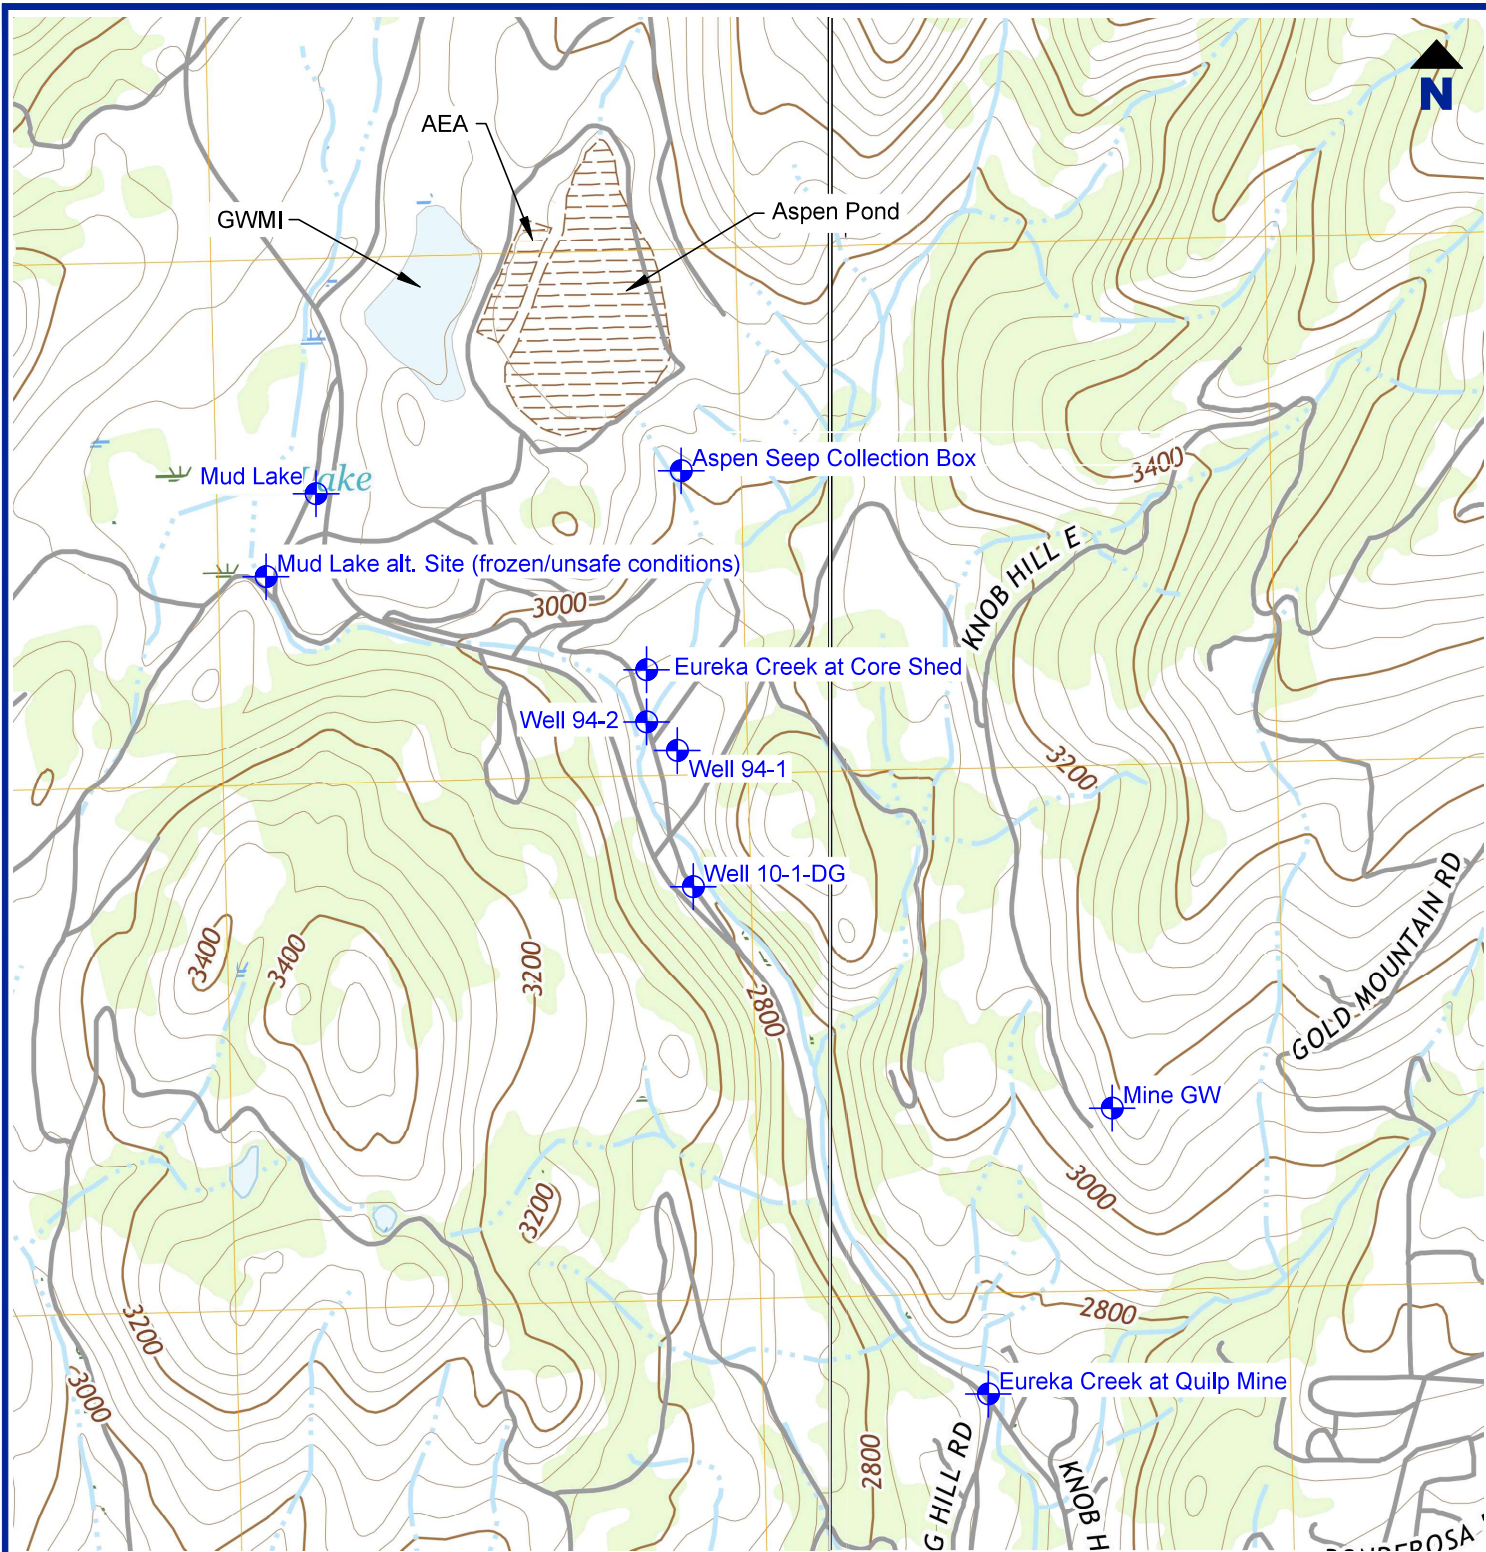 N
AEA
GWMI
Aspen Pond
Aspen Seep Collection Box
3400
Mud Lake
ake
Mud Lake alt. Site (frozen/unsafe conditions)
3000
KNOB HILL E
Eureka Creek at Core Shed
Well 94-2
Well 94-1
3200
Well 10-1-DG
GOLD MOUNTAIN RD
3400
3400
3200
2800
Mine GW
3000
3200
3200
2800
3000
Eureka Creek at Quilp Mine
2800
G HILL RD
KNOB H